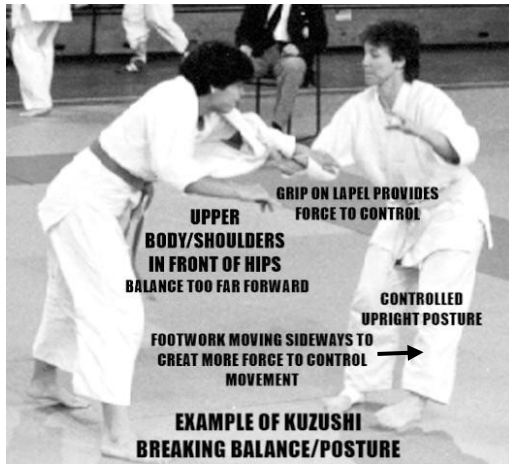 GRIP ON LAPEL PROVIDES
FORCE TO CONTROL
UPPER
BODY/SHOULDERS
IN FRONT OF HIPS
BALANCE TOO FAR FORWARD
CONTROLLED
UPRIGHT POSTURE
FOOTWORK MOVING SIDEWAYS TO
CREAT MORE FORCE TO CONTROL
MOVEMENT
EXAMPLE OF KUZUSHI
BREAKING BALANCE/POSTURE